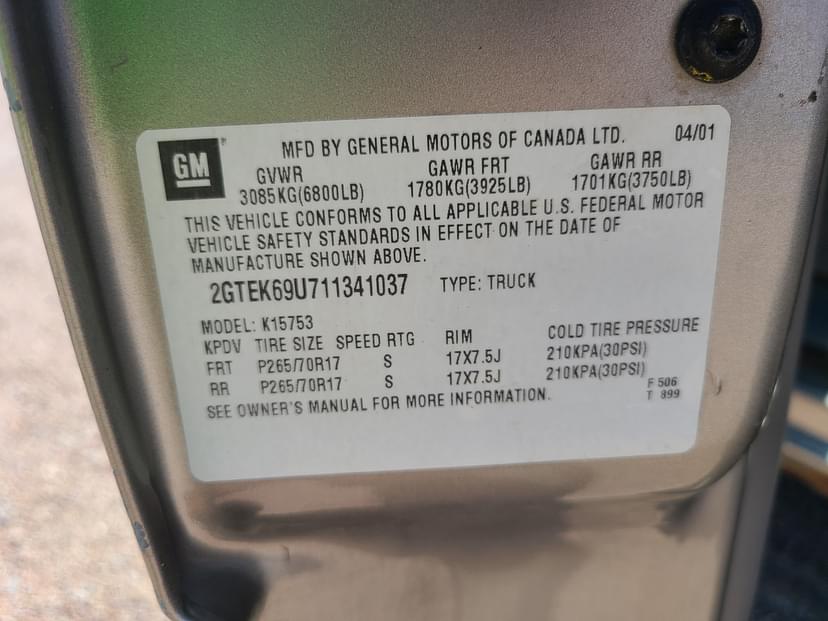 GM
MFD BY GENERAL MOTORS OF CANADA LTD. 04/01
GVWR GAWR FRT GAWR RR
3085KG(6800LB) 1780KG(3925LB) 1701KG(3750LB)
THIS VEHICLE CONFORMS TO ALL APPLICABLE U.S. FEDERAL MOTOR
VEHICLE SAFETY STANDARDS IN EFFECT ON THE DATE OF
MANUFACTURE SHOWN ABOVE.
2GTEK69U711341037 TYPE: TRUCK
MODEL: K15753
KPDV TIRE SIZE SPEED RTG RIM COLD TIRE PRESSURE
FRT P265/70R17 S 17X7.5J 210KPA(30PSI)
RR P265/70R17 S 17X7.5J 210KPA(30PSI)
SEE OWNER'S MANUAL FOR MORE INFORMATION.
F 506
T 899